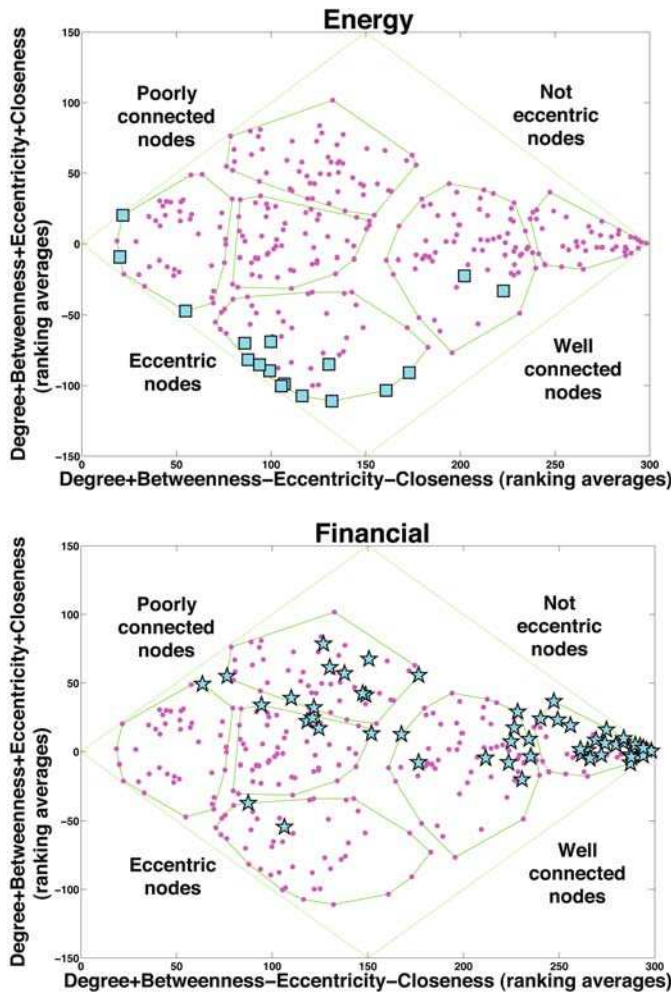 Energy
Degree+Betweenness+Eccentricity+Closeness
(ranking averages)
150
100
50
0
−50
−100
−150
Poorly
connected
nodes
Not
eccentric
nodes
Eccentric
nodes
Well
connected
nodes
0 50 100 150 200 250 300
Degree+Betweenness−Eccentricity−Closeness (ranking averages)
Financial
Degree+Betweenness+Eccentricity+Closeness
(ranking averages)
150
100
50
0
−50
−100
−150
Poorly
connected
nodes
Not
eccentric
nodes
Eccentric
nodes
Well
connected
nodes
0 50 100 150 200 250 300
Degree+Betweenness−Eccentricity−Closeness (ranking averages)